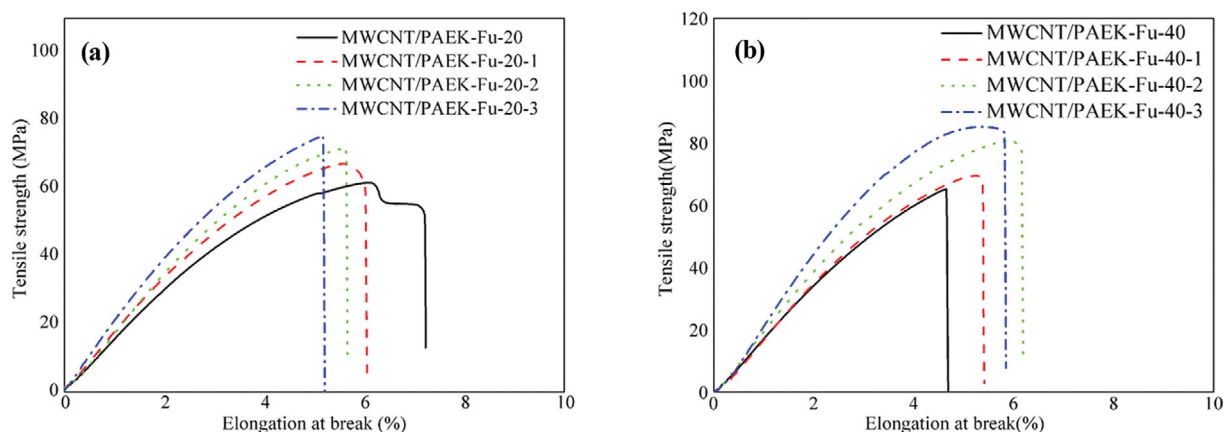 (a)
MWCNT/PAEK-Fu-20
MWCNT/PAEK-Fu-20-1
MWCNT/PAEK-Fu-20-2
MWCNT/PAEK-Fu-20-3
100
80
60
40
20
0
Tensile strength (MPa)
0 2 4 6 8 10
Elongation at break (%)
(b)
MWCNT/PAEK-Fu-40
MWCNT/PAEK-Fu-40-1
MWCNT/PAEK-Fu-40-2
MWCNT/PAEK-Fu-40-3
120
100
80
60
40
20
0
Tensile strength(MPa)
0 2 4 6 8 10
Elongation at break(%)